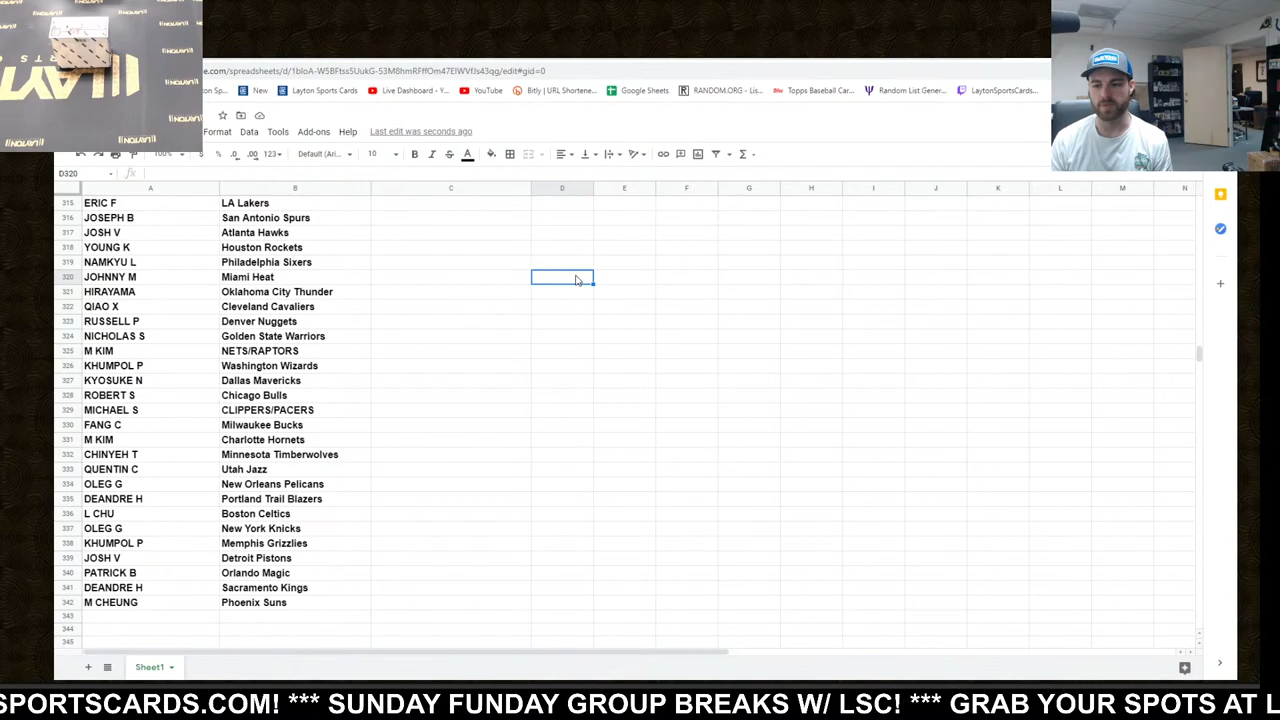 LAYTON
SPORTS C
e.com/spreadsheets/d/1bloA-W5BFtss5UukG-53M8hmRFffOm47ElWVfJs43qg/edit#gid=0
New Layton Sports Cards Live Dashboard - Y... YouTube Bitly | URL Shortene... Google Sheets RANDOM.ORG - Lis... Topps Baseball Car... Random List Gener... LaytonSportsCards...
Format Data Tools Add-ons Help Last edit was seconds ago
100% % .0 .00 123 Default (Ari... 10 B I S A
D320 fx
A B C D E F G H I J K L M N
315 ERIC F LA Lakers
316 JOSEPH B San Antonio Spurs
317 JOSH V Atlanta Hawks
318 YOUNG K Houston Rockets
319 NAMKYU L Philadelphia Sixers
320 JOHNNY M Miami Heat
321 HIRAYAMA Oklahoma City Thunder
322 QIAO X Cleveland Cavaliers
323 RUSSELL P Denver Nuggets
324 NICHOLAS S Golden State Warriors
325 M KIM NETS/RAPTORS
326 KHUMPOL P Washington Wizards
327 KYOSUKE N Dallas Mavericks
328 ROBERT S Chicago Bulls
329 MICHAEL S CLIPPERS/PACERS
330 FANG C Milwaukee Bucks
331 M KIM Charlotte Hornets
332 CHINYEH T Minnesota Timberwolves
333 QUENTIN C Utah Jazz
334 OLEG G New Orleans Pelicans
335 DEANDRE H Portland Trail Blazers
336 L CHU Boston Celtics
337 OLEG G New York Knicks
338 KHUMPOL P Memphis Grizzlies
339 JOSH V Detroit Pistons
340 PATRICK B Orlando Magic
341 DEANDRE H Sacramento Kings
342 M CHEUNG Phoenix Suns
343
344
345
Sheet1
SPORTSCARDS.COM! *** SUNDAY FUNDAY GROUP BREAKS W/ LSC! *** GRAB YOUR SPOTS AT L